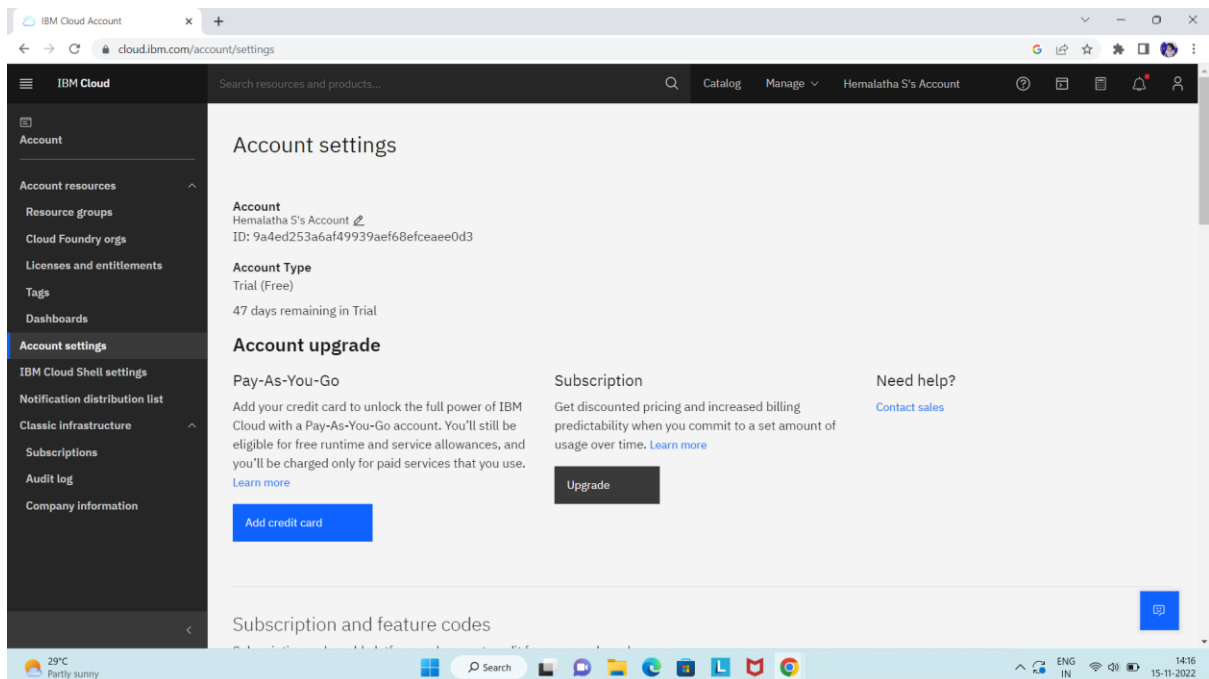 IBM Cloud Account
cloud.ibm.com/account/settings
IBM Cloud
Search resources and products...
Catalog
Manage
Hemalatha S's Account
Account
Account resources
Resource groups
Cloud Foundry orgs
Licenses and entitlements
Tags
Dashboards
Account settings
IBM Cloud Shell settings
Notification distribution list
Classic infrastructure
Subscriptions
Audit log
Company information
Account settings
Account
Hemalatha S's Account
ID: 9a4ed253a6af49939aef68efceaee0d3
Account Type
Trial (Free)
47 days remaining in Trial
Account upgrade
Pay-As-You-Go
Add your credit card to unlock the full power of IBM
Cloud with a Pay-As-You-Go account. You'll still be
eligible for free runtime and service allowances, and
you'll be charged only for paid services that you use.
Learn more
Add credit card
Subscription
Get discounted pricing and increased billing
predictability when you commit to a set amount of
usage over time. Learn more
Upgrade
Need help?
Contact sales
Subscription and feature codes
29°C
Partly sunny
Search
ENG
IN
14:16
15-11-2022